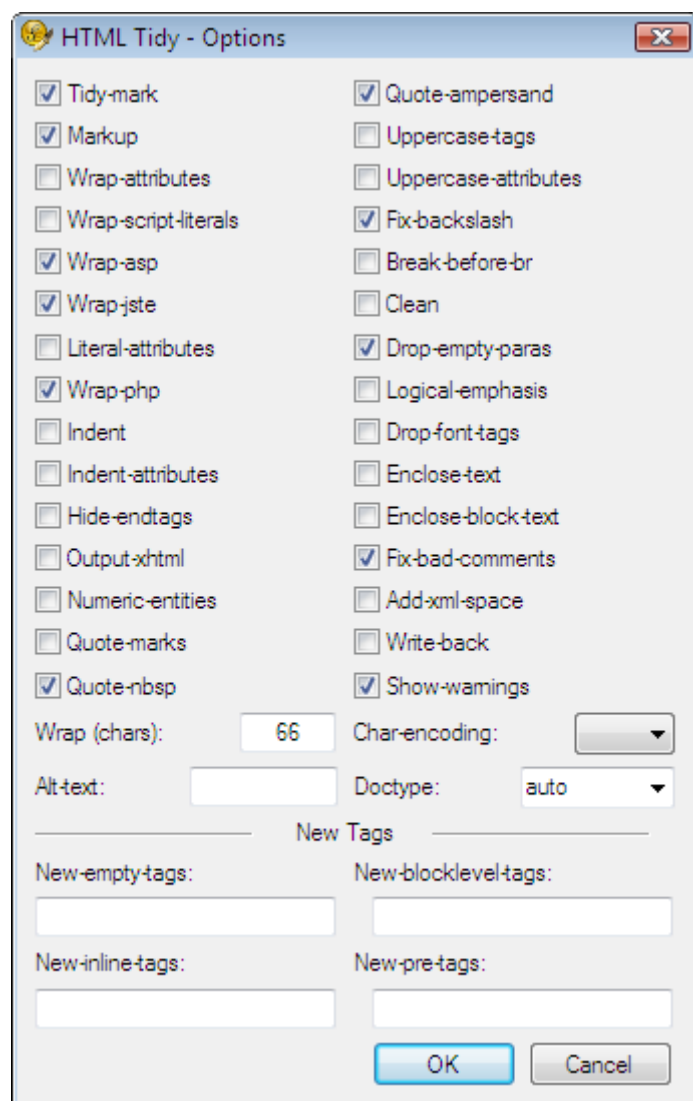 HTML Tidy - Options
Tidy-mark Quote-ampersand
Markup Uppercase-tags
Wrap-attributes Uppercase-attributes
Wrap-script-literals Fix-backslash
Wrap-asp Break-before-br
Wrap-jste Clean
Literal-attributes Drop-empty-paras
Wrap-php Logical-emphasis
Indent Drop-font-tags
Indent-attributes Enclose-text
Hide-endtags Enclose-block-text
Output-xhtml Fix-bad-comments
Numeric-entities Add-xml-space
Quote-marks Write-back
Quote-nbsp Show-warnings
Wrap (chars): 66 Char-encoding:
Alt-text: Doctype: auto
New Tags
New-empty-tags: New-blocklevel-tags:
New-inline-tags: New-pre-tags:
OK Cancel